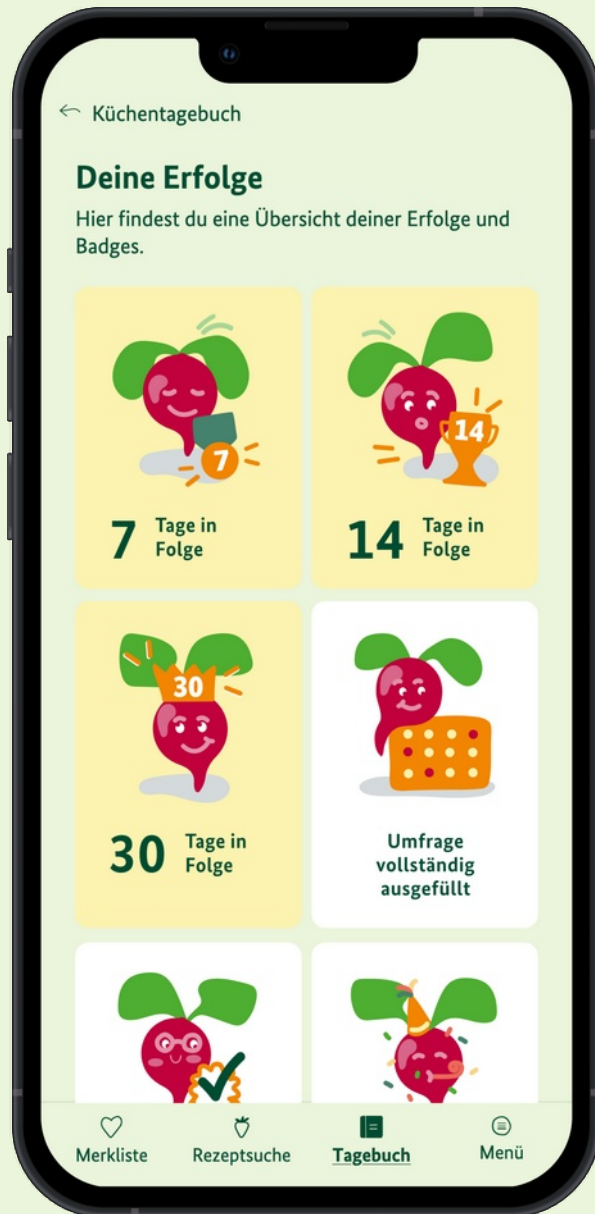 Küchentagebuch
Deine Erfolge
Hier findest du eine Übersicht deiner Erfolge und
Badges.
7
7 Tage in
Folge
14
14 Tage in
Folge
30
30 Tage in
Folge
Umfrage
vollständig
ausgefüllt
Merkliste
Rezeptsuche
Tagebuch
Menü